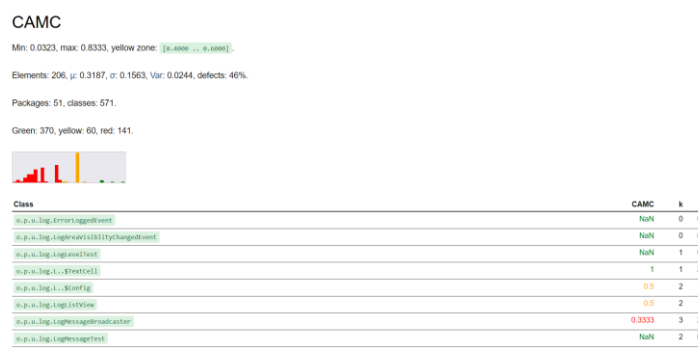 CAMC
Min: 0.0323, max: 0.8333, yellow zone: [0.4000 .. 0.6000].
Elements: 206, μ: 0.3187, σ: 0.1563, Var: 0.0244, defects: 46%.
Packages: 51, classes: 571.
Green: 370, yellow: 60, red: 141.
Class CAMC k
o.p.u.log.ErrorLoggedEvent NaN 0
o.p.u.log.LogAreaVisiblityChangedEvent NaN 0
o.p.u.log.LogLevelTest NaN 1
o.p.u.log.L..$TextCell 1 1
o.p.u.log.L..$Config 0.5 2
o.p.u.log.LogListView 0.5 2
o.p.u.log.LogMessageBroadcaster 0.3333 3
o.p.u.log.LogMessageTest NaN 2